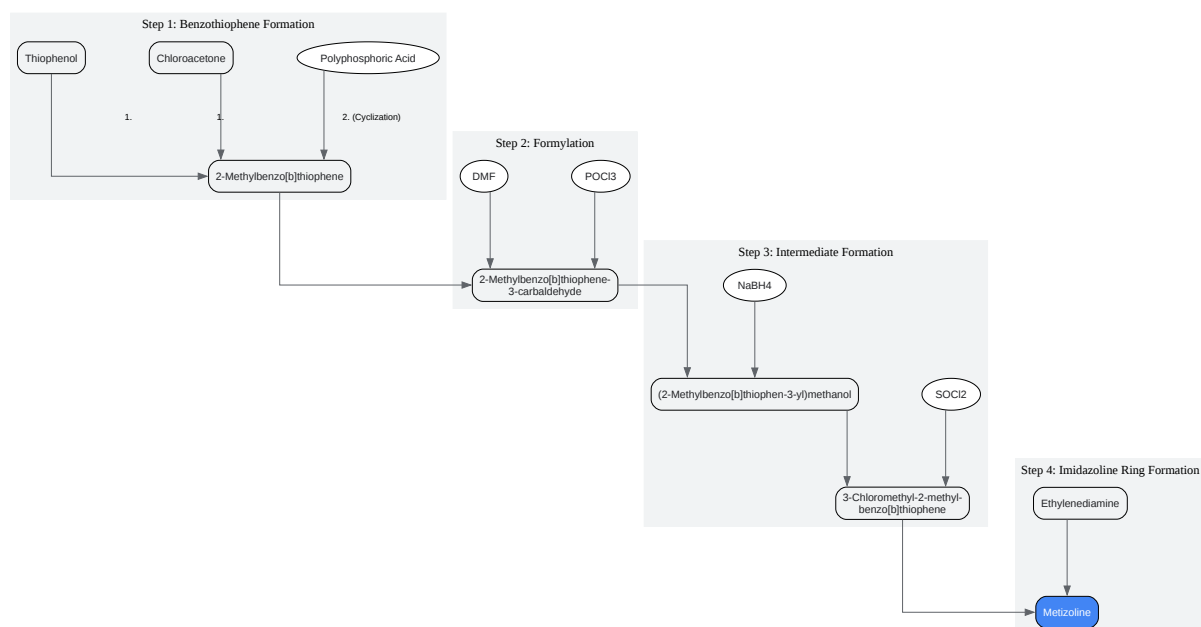 Step 1: Benzothiophene Formation
Thiophenol
Chloroacetone
Polyphosphoric Acid
1.
1.
2. (Cyclization)
2-Methylbenzo[b]thiophene
Step 2: Formylation
DMF
POCl3
2-Methylbenzo[b]thiophene-
3-carbaldehyde
Step 3: Intermediate Formation
NaBH4
(2-Methylbenzo[b]thiophen-3-yl)methanol
SOCl2
3-Chloromethyl-2-methyl-
benzo[b]thiophene
Step 4: Imidazoline Ring Formation
Ethylenediamine
Metizoline